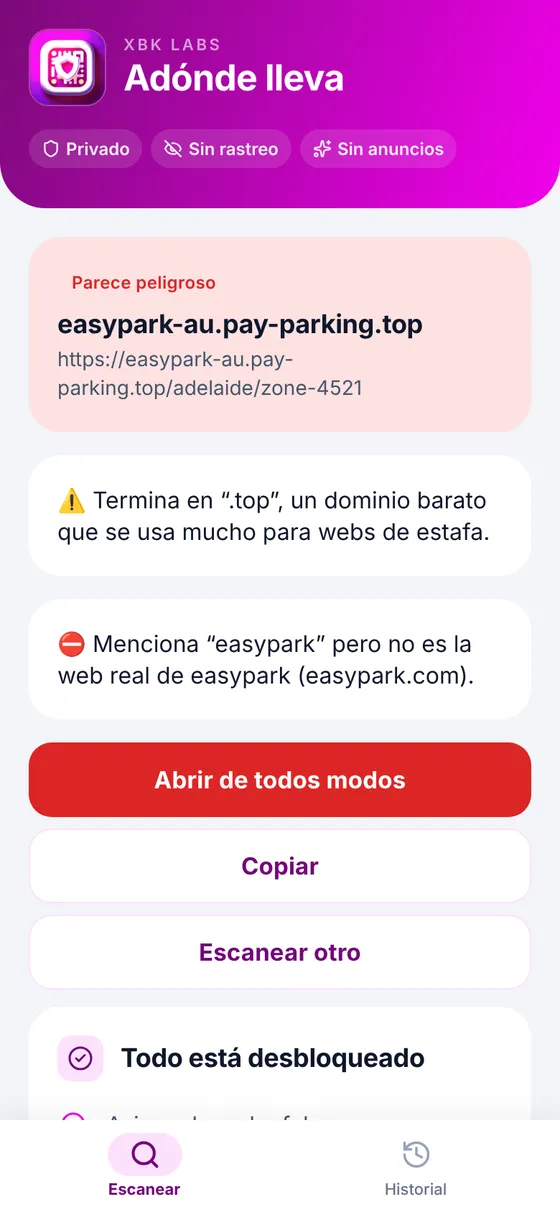 XBK LABS
Adónde lleva
Privado
Sin rastreo
Sin anuncios
Parece peligroso
easypark-au.pay-parking.top
https://easypark-au.pay-
parking.top/adelaide/zone-4521
⚠️ Termina en “.top”, un dominio barato
que se usa mucho para webs de estafa.
⛔ Menciona “easypark” pero no es la
web real de easypark (easypark.com).
Abrir de todos modos
Copiar
Escanear otro
Todo está desbloqueado
Escanear
Historial